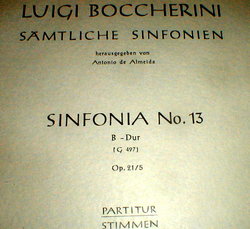 LUIGI BOCCHERINI
SÄMTLICHE SINFONIEN
herausgegeben von
Antonio de Almeida
SINFONIA No. 13
B-Dur
[G 497]
Op. 21/5
PARTITUR
STIMMEN